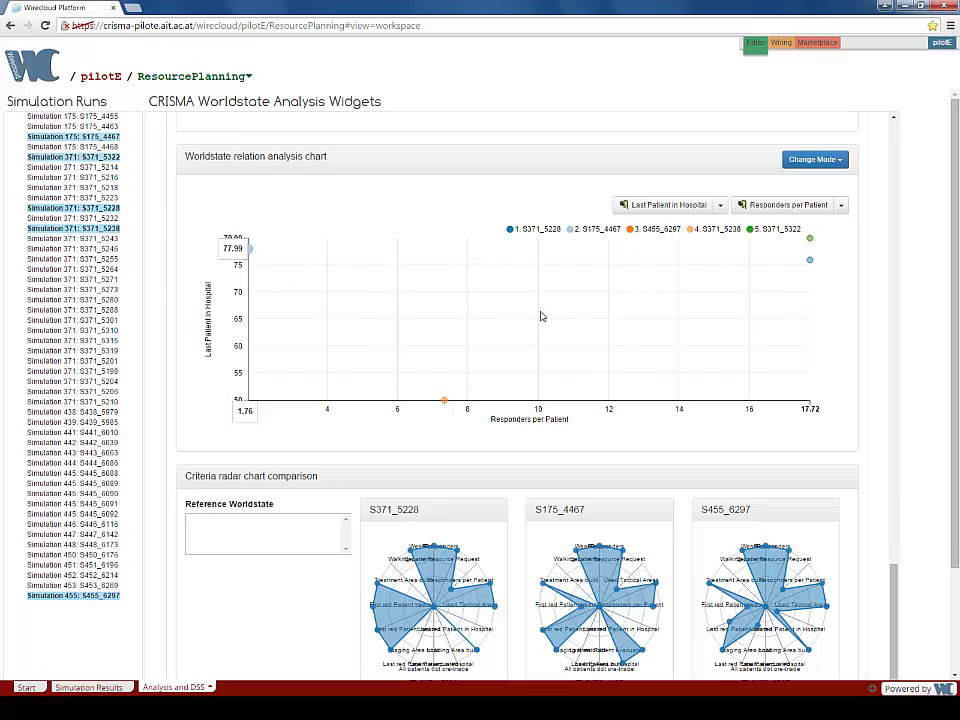 Wirecloud Platform
https://crisma-pilote.ait.ac.at/wirecloud/pilotE/ResourcePlanning#view=workspace
Editor Wiring Marketplace pilotE
WC / pilotE / ResourcePlanning
Simulation Runs
CRISMA Worldstate Analysis Widgets
Simulation 175: S175_4455
Simulation 175: S175_4463
Simulation 175: S175_4467
Simulation 175: S175_4468
Simulation 371: S371_5322
Simulation 371: S371_5214
Simulation 371: S371_5216
Simulation 371: S371_5218
Simulation 371: S371_5223
Simulation 371: S371_5228
Simulation 371: S371_5232
Simulation 371: S371_5238
Simulation 371: S371_5243
Simulation 371: S371_5246
Simulation 371: S371_5255
Simulation 371: S371_5264
Simulation 371: S371_5271
Simulation 371: S371_5273
Simulation 371: S371_5280
Simulation 371: S371_5288
Simulation 371: S371_5301
Simulation 371: S371_5310
Simulation 371: S371_5315
Simulation 371: S371_5319
Simulation 371: S371_5201
Simulation 371: S371_5198
Simulation 371: S371_5204
Simulation 371: S371_5206
Simulation 371: S371_5210
Simulation 438: S438_5979
Simulation 439: S439_5985
Simulation 441: S441_6010
Simulation 442: S442_6039
Simulation 443: S443_6063
Simulation 444: S444_6086
Simulation 445: S445_6088
Simulation 445: S445_6089
Simulation 445: S445_6090
Simulation 445: S445_6091
Simulation 445: S445_6092
Simulation 446: S446_6116
Simulation 447: S447_6142
Simulation 448: S448_6173
Simulation 450: S450_6176
Simulation 451: S451_6196
Simulation 452: S452_6214
Simulation 453: S453_6269
Simulation 455: S455_6297
Worldstate relation analysis chart
Change Mode
Last Patient in Hospital
Responders per Patient
1. S371_5228 2. S175_4467 3. S455_6297 4. S371_5238 5. S371_5322
77.99
75
70
65
60
55
50
Last Patient in Hospital
1.76 4 6 8 10 12 14 16 17.72
Responders per Patient
Criteria radar chart comparison
Reference Worldstate
S371_5228
S175_4467
S455_6297
All patients pre-triage
Start
Simulation Results
Analysis and DSS
Powered by WC